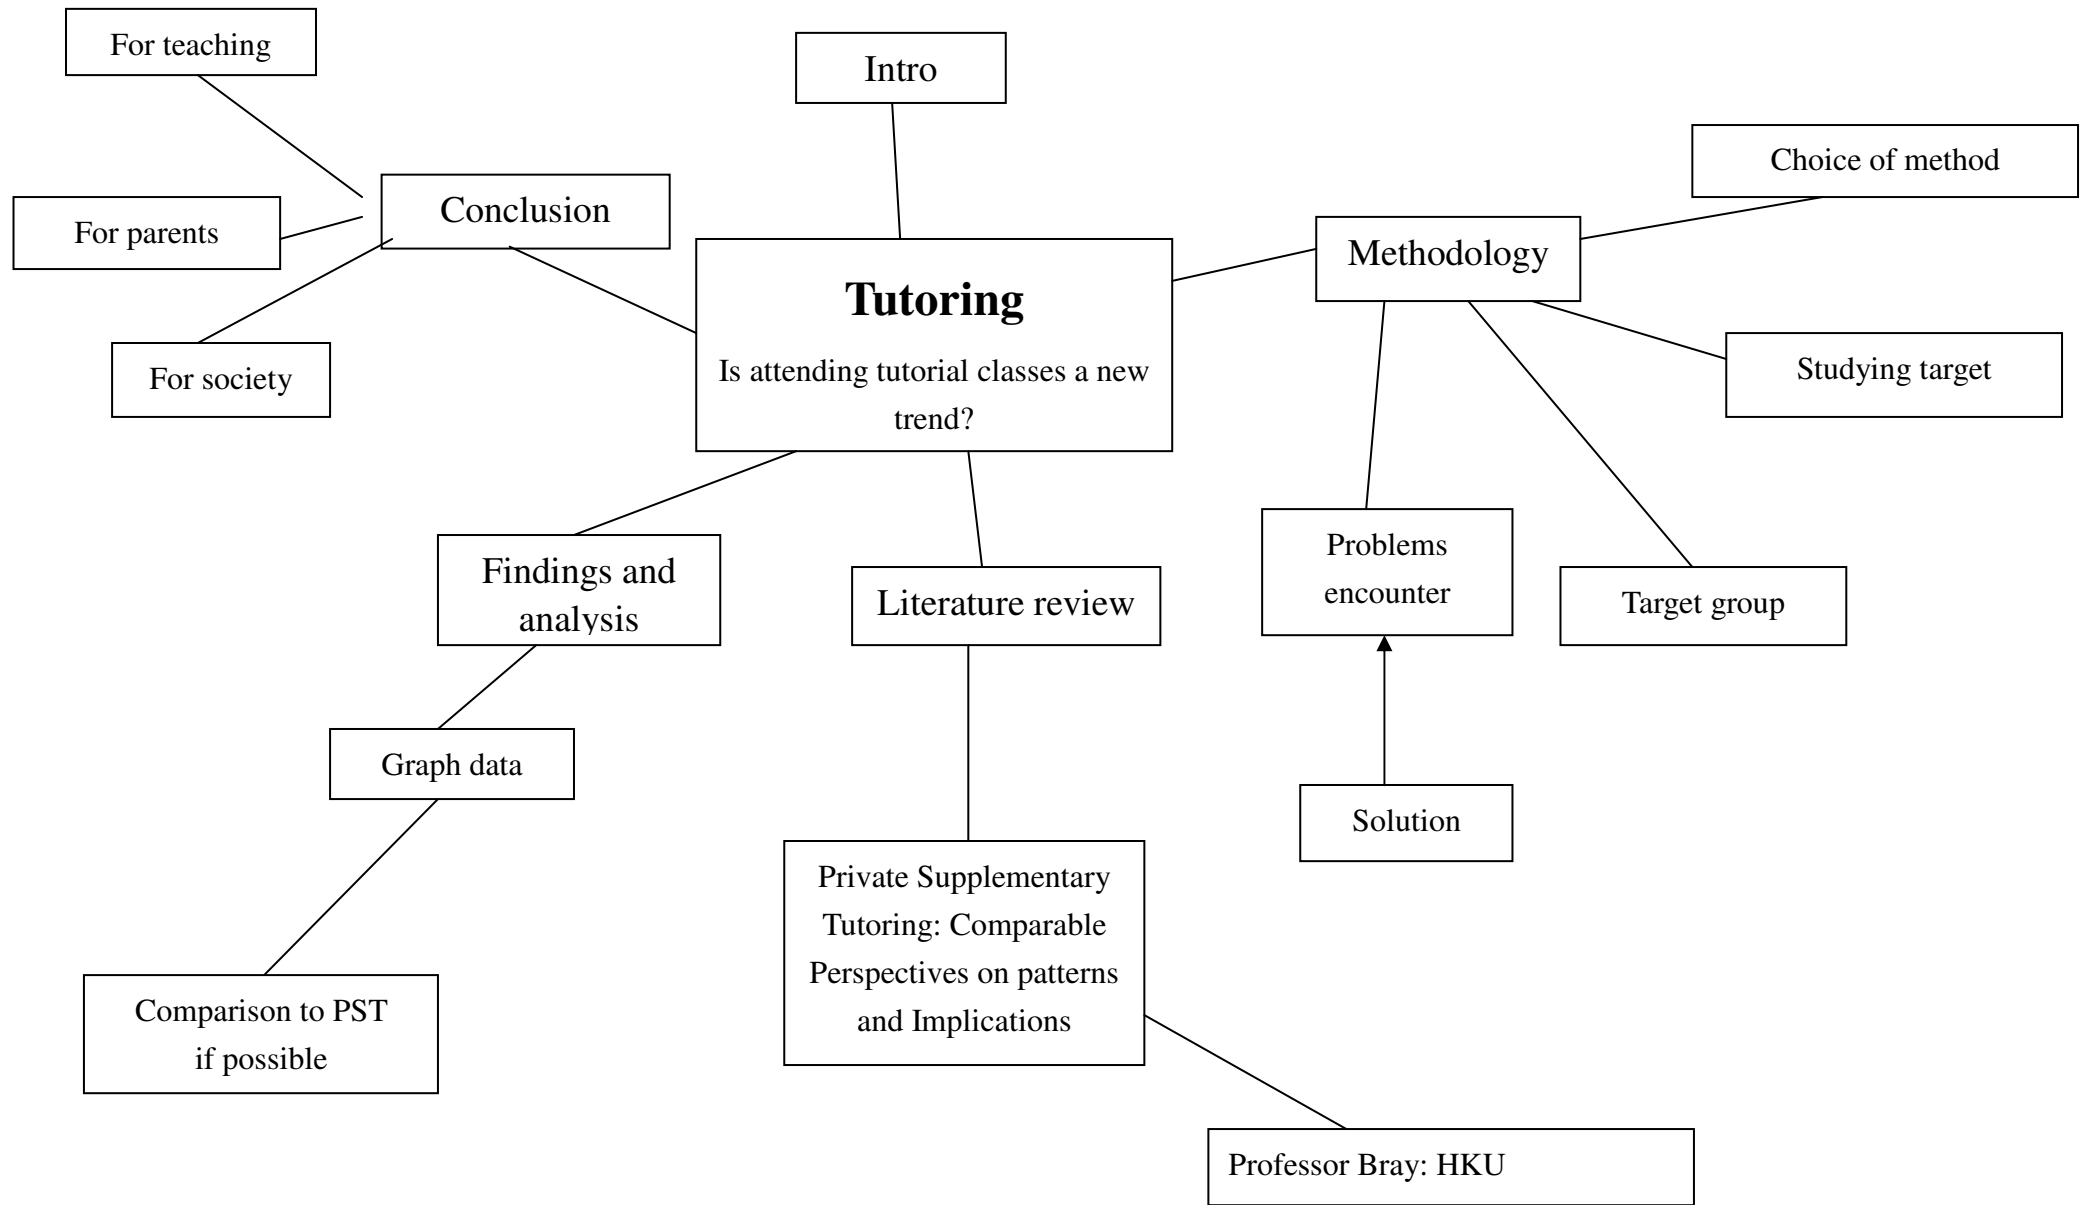 For teaching
Intro
Choice of method
Conclusion
For parents
Methodology
Tutoring
Is attending tutorial classes a new
trend?
For society
Studying target
Findings and
analysis
Literature review
Problems
encounter
Target group
Graph data
Solution
Private Supplementary
Tutoring: Comparable
Perspectives on patterns
and Implications
Comparison to PST
if possible
Professor Bray: HKU